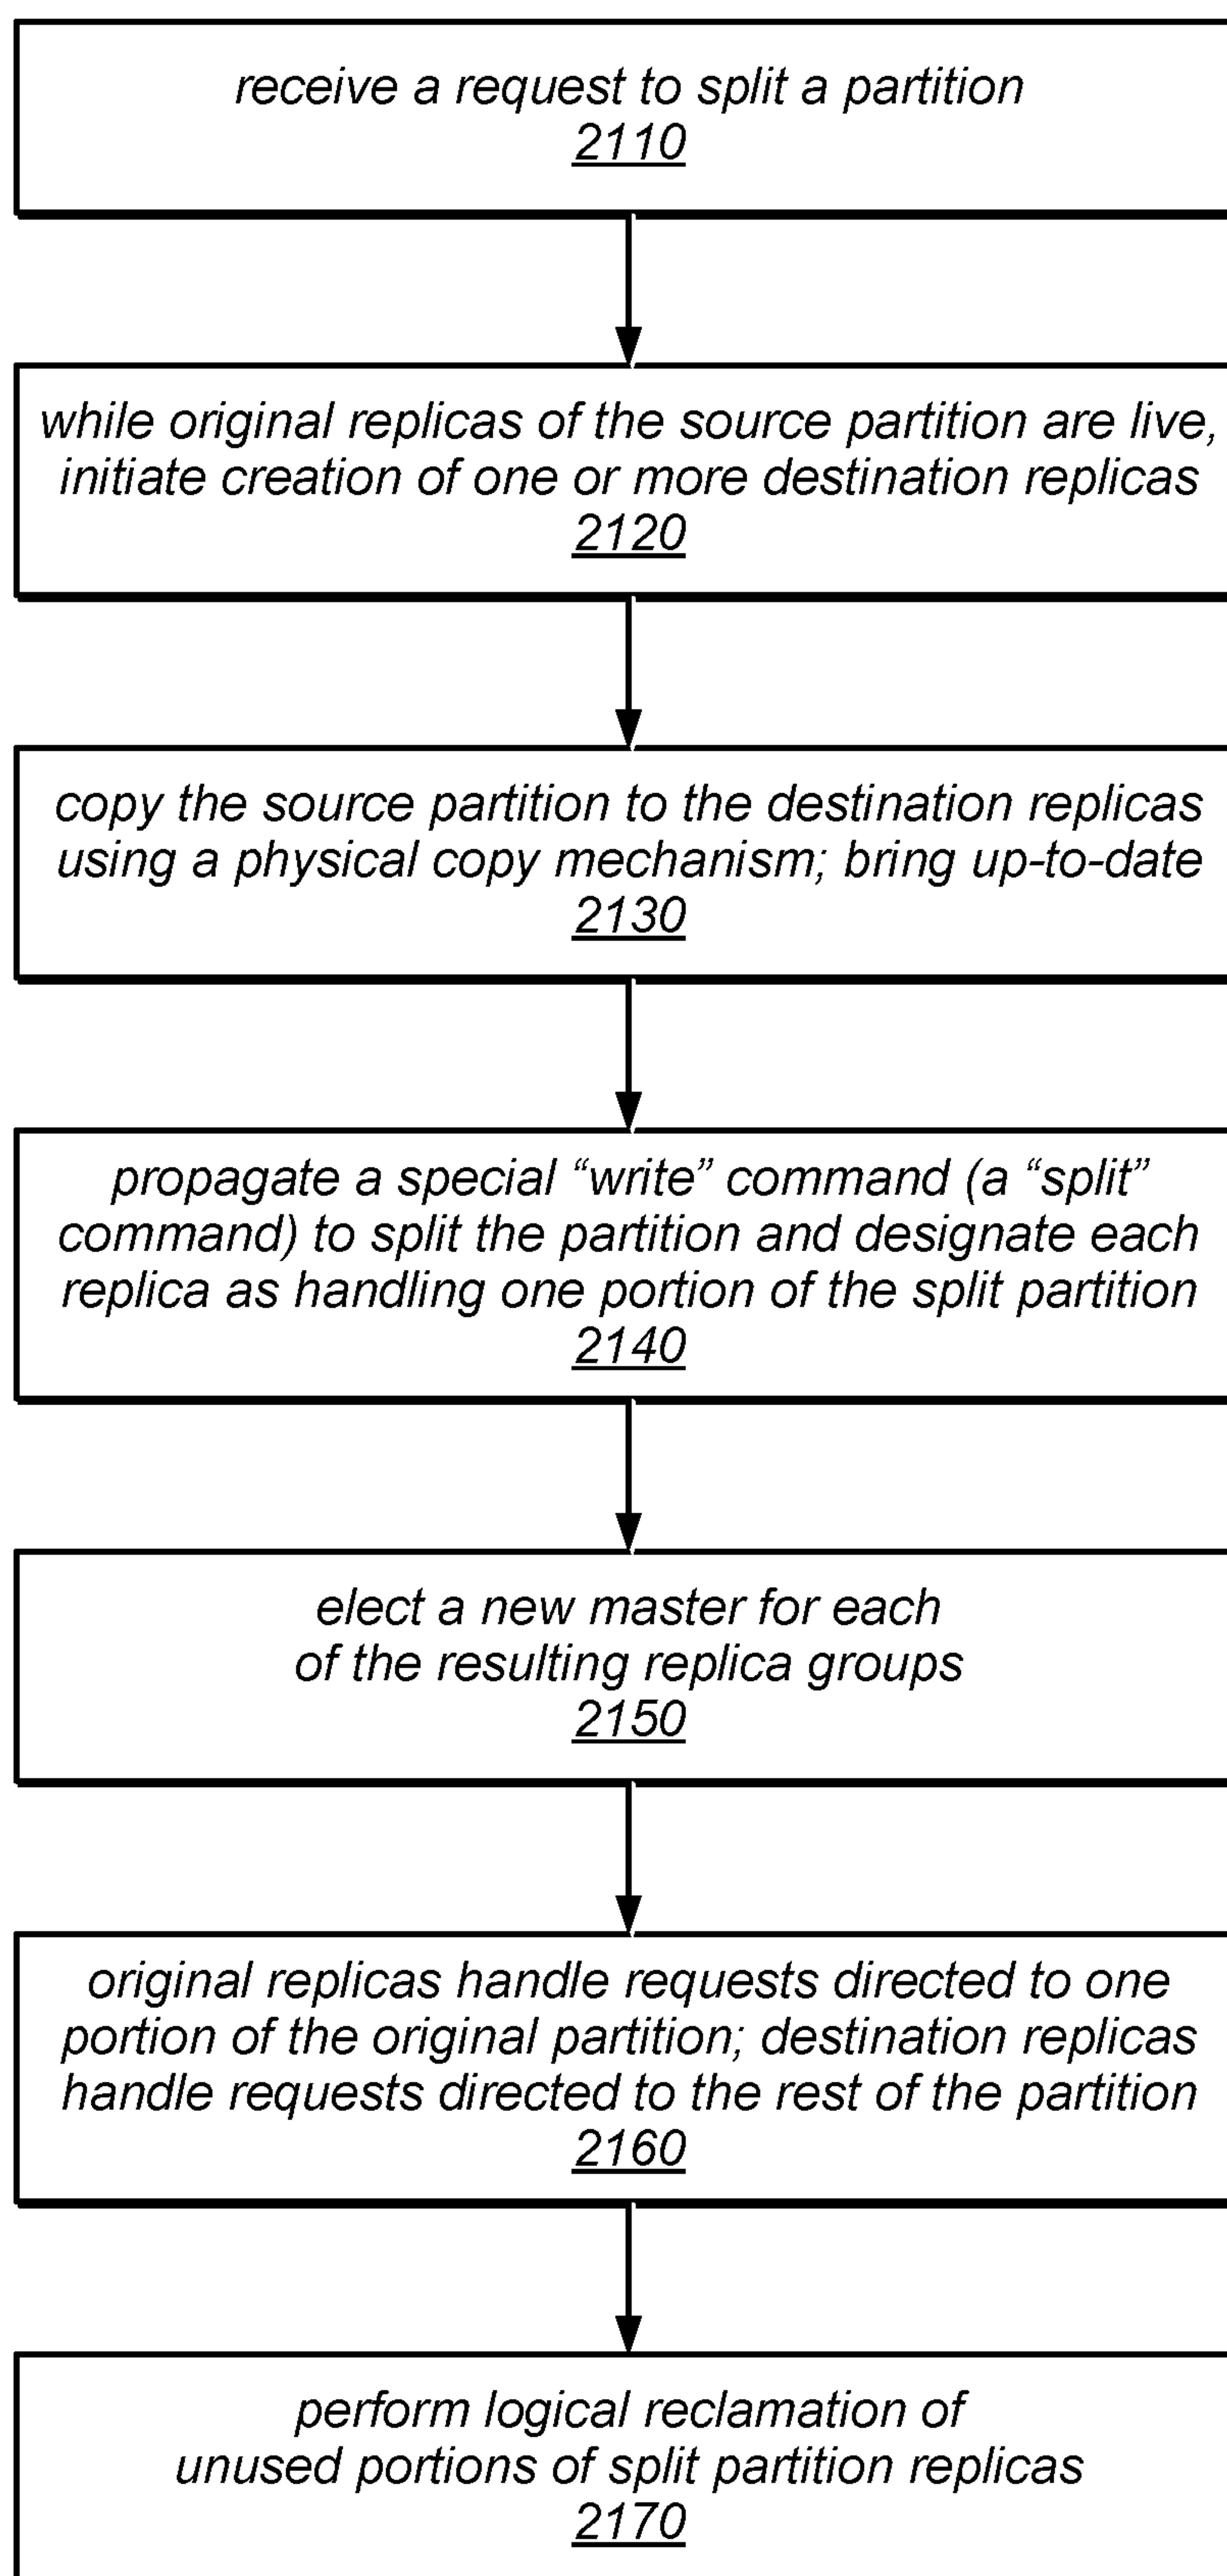 receive a request to split a partition
2110
while original replicas of the source partition are live,
initiate creation of one or more destination replicas
2120
copy the source partition to the destination replicas
using a physical copy mechanism; bring up-to-date
2130
propagate a special “write” command (a “split”
command) to split the partition and designate each
replica as handling one portion of the split partition
2140
elect a new master for each
of the resulting replica groups
2150
original replicas handle requests directed to one
portion of the original partition; destination replicas
handle requests directed to the rest of the partition
2160
perform logical reclamation of
unused portions of split partition replicas
2170